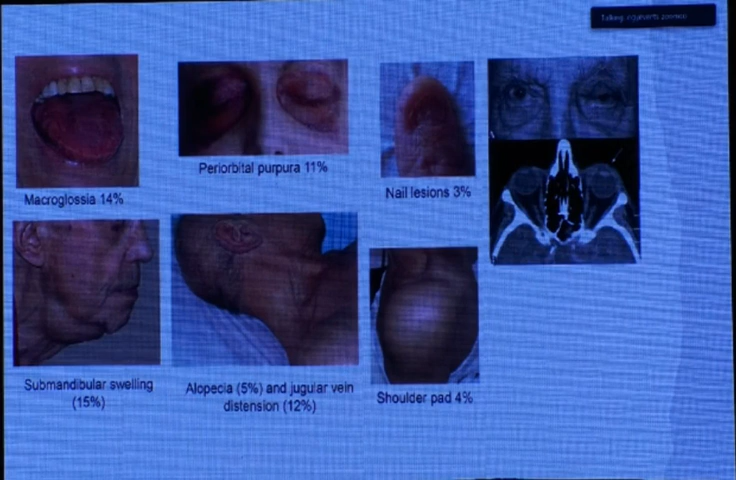 Macroglossia 14%
Periorbital purpura 11%
Nail lesions 3%
Submandibular swelling
(15%)
Alopecia (5%) and jugular vein
distension (12%)
Shoulder pad 4%